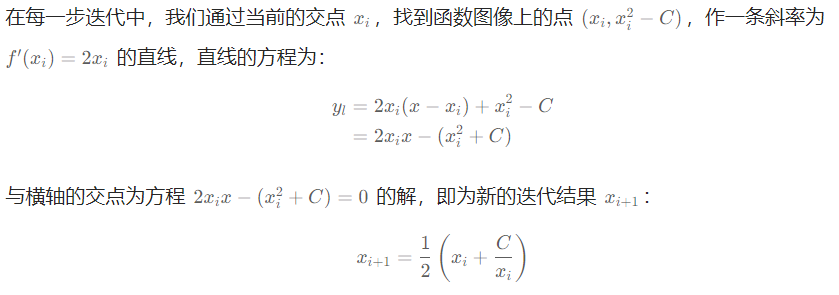 在每一步迭代中，我们通过当前的交点 $x_i$，找到函数图像上的点 $(x_i, x_i^2 - C)$，作一条斜率为
$f'(x_i) = 2x_i$ 的直线，直线的方程为：
$y_l = 2x_i(x - x_i) + x_i^2 - C$
$= 2x_i x - (x_i^2 + C)$
与横轴的交点为方程 $2x_i x - (x_i^2 + C) = 0$ 的解，即为新的迭代结果 $x_{i+1}$：
$x_{i+1} = \frac{1}{2}\left(x_i + \frac{C}{x_i}\right)$